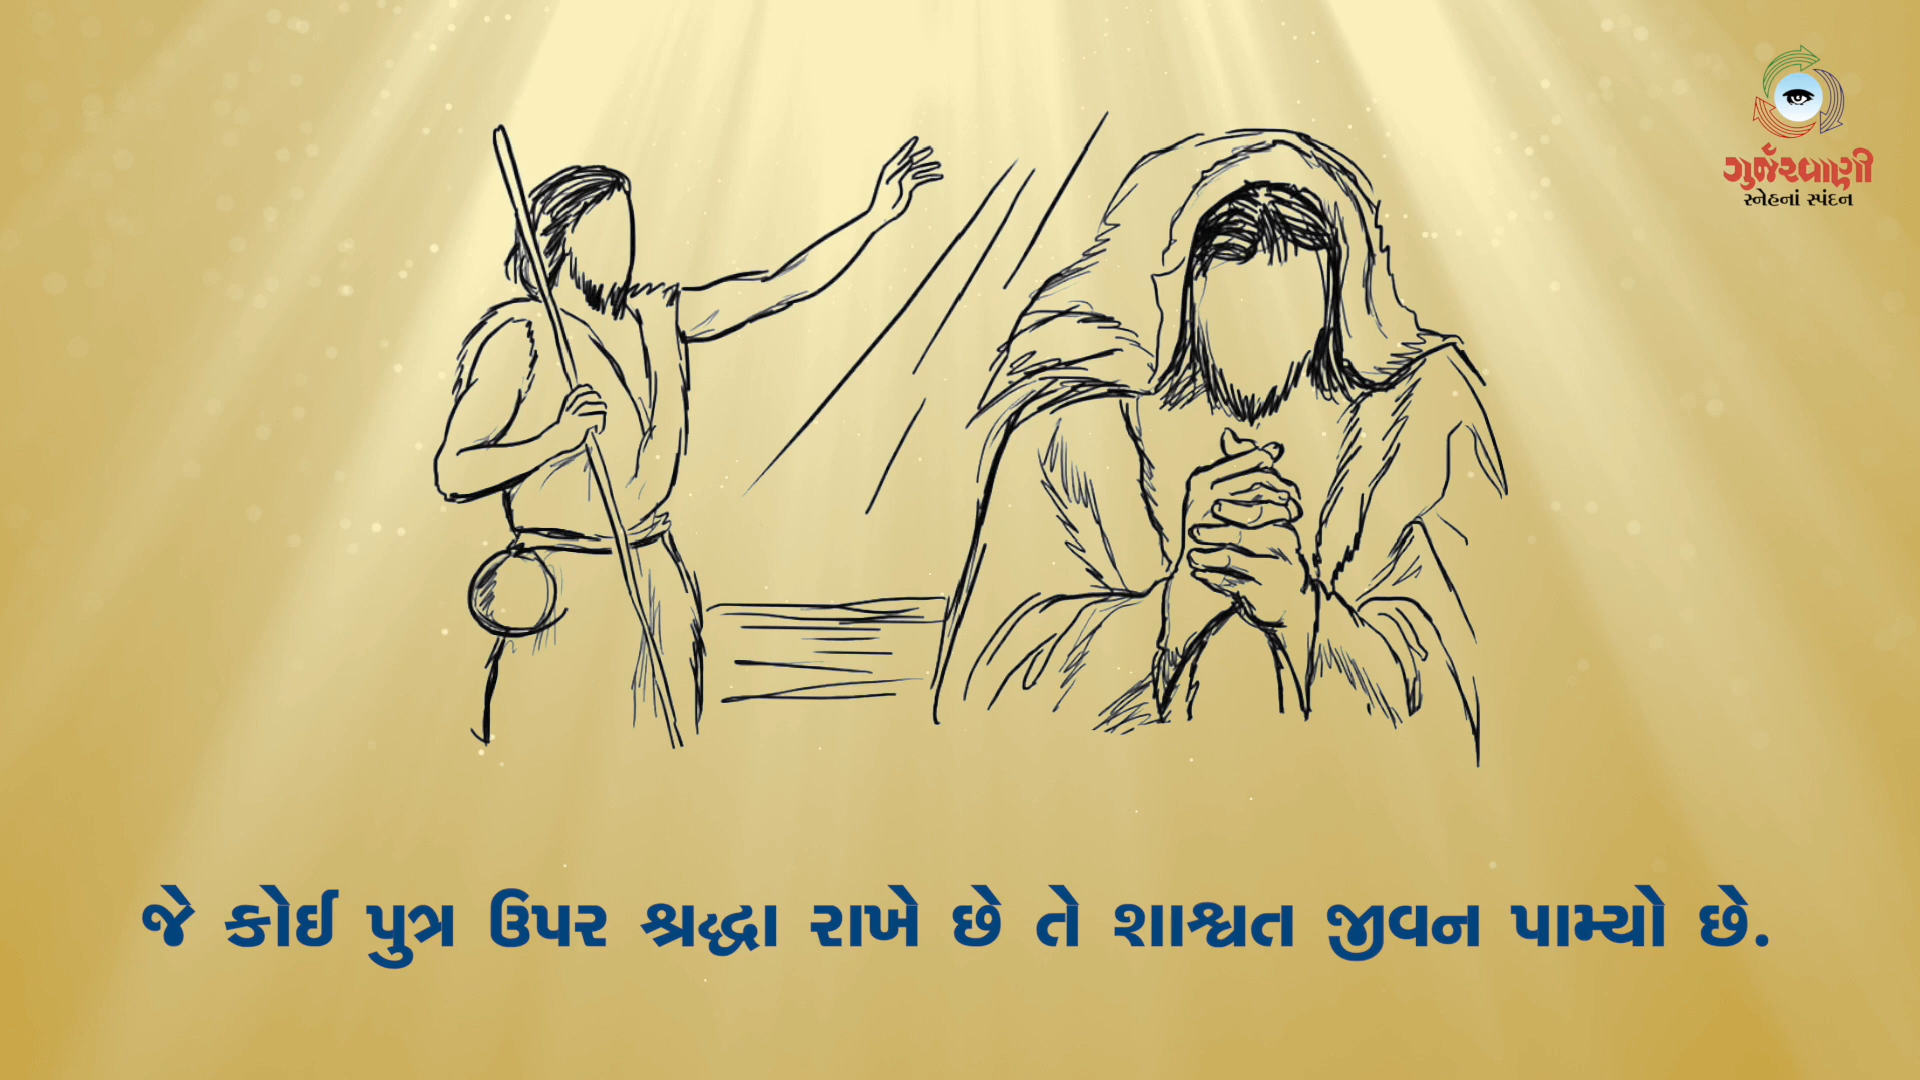 ગુર્જરવાણી
સ્નેહનાં સ્પંદન
જે કોઈ પુત્ર ઉપર શ્રદ્ધા રાખે છે તે શાશ્વત જીવન પામ્યો છે.